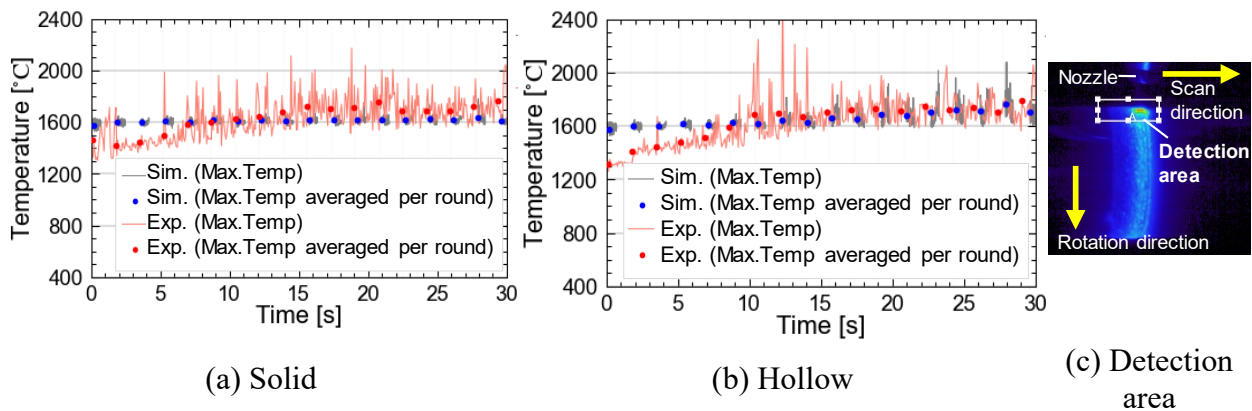 2400
2000
1600
1200
800
400
Temperature [°C]
0 5 10 15 20 25 30
Time [s]
Sim. (Max.Temp)
Sim. (Max.Temp averaged per round)
Exp. (Max.Temp)
Exp. (Max.Temp averaged per round)
(a) Solid
2400
2000
1600
1200
800
400
Temperature [°C]
0 5 10 15 20 25 30
Time [s]
Sim. (Max.Temp)
Sim. (Max.Temp averaged per round)
Exp. (Max.Temp)
Exp. (Max.Temp averaged per round)
(b) Hollow
Nozzle
Scan
direction
Detection
area
Rotation direction
(c) Detection
area